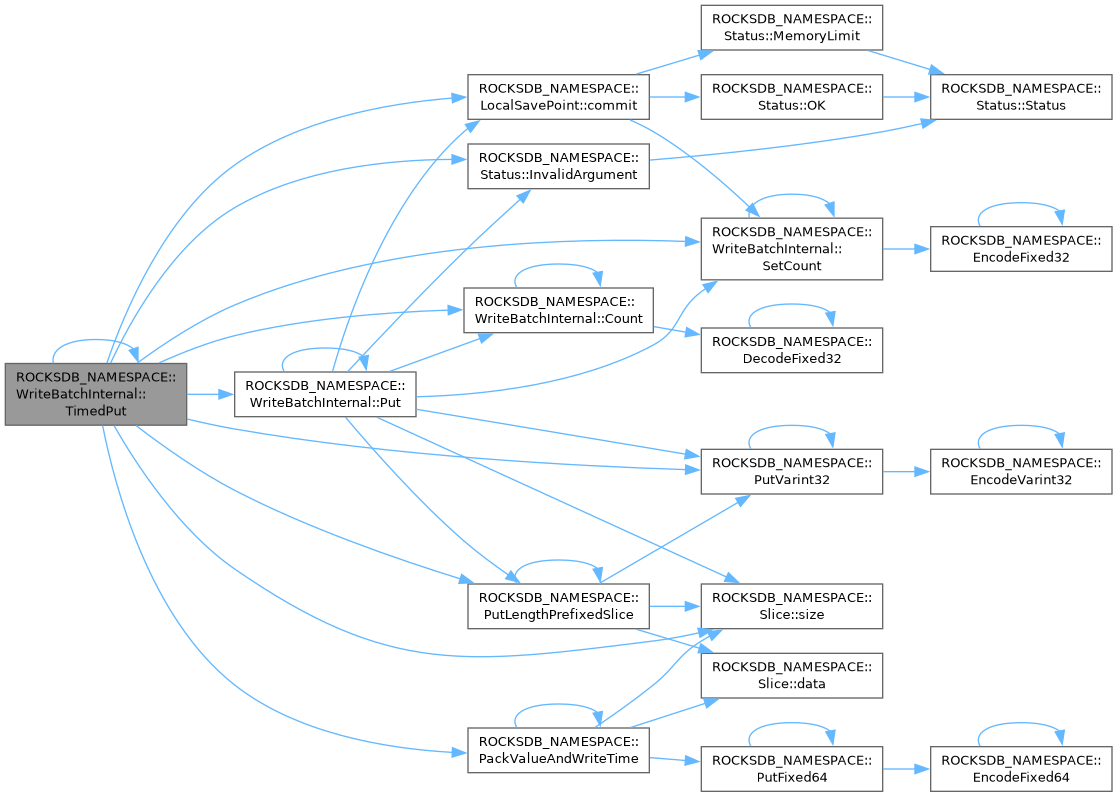 ROCKSDB_NAMESPACE::
WriteBatchInternal::
TimedPut
ROCKSDB_NAMESPACE::
WriteBatchInternal::Put
ROCKSDB_NAMESPACE::
LocalSavePoint::commit
ROCKSDB_NAMESPACE::
Status::InvalidArgument
ROCKSDB_NAMESPACE::
WriteBatchInternal::Count
ROCKSDB_NAMESPACE::
PutLengthPrefixedSlice
ROCKSDB_NAMESPACE::
PackValueAndWriteTime
ROCKSDB_NAMESPACE::
Status::MemoryLimit
ROCKSDB_NAMESPACE::
Status::OK
ROCKSDB_NAMESPACE::
WriteBatchInternal::
SetCount
ROCKSDB_NAMESPACE::
DecodeFixed32
ROCKSDB_NAMESPACE::
PutVarint32
ROCKSDB_NAMESPACE::
Slice::size
ROCKSDB_NAMESPACE::
Slice::data
ROCKSDB_NAMESPACE::
PutFixed64
ROCKSDB_NAMESPACE::
Status::Status
ROCKSDB_NAMESPACE::
EncodeFixed32
ROCKSDB_NAMESPACE::
EncodeVarint32
ROCKSDB_NAMESPACE::
EncodeFixed64